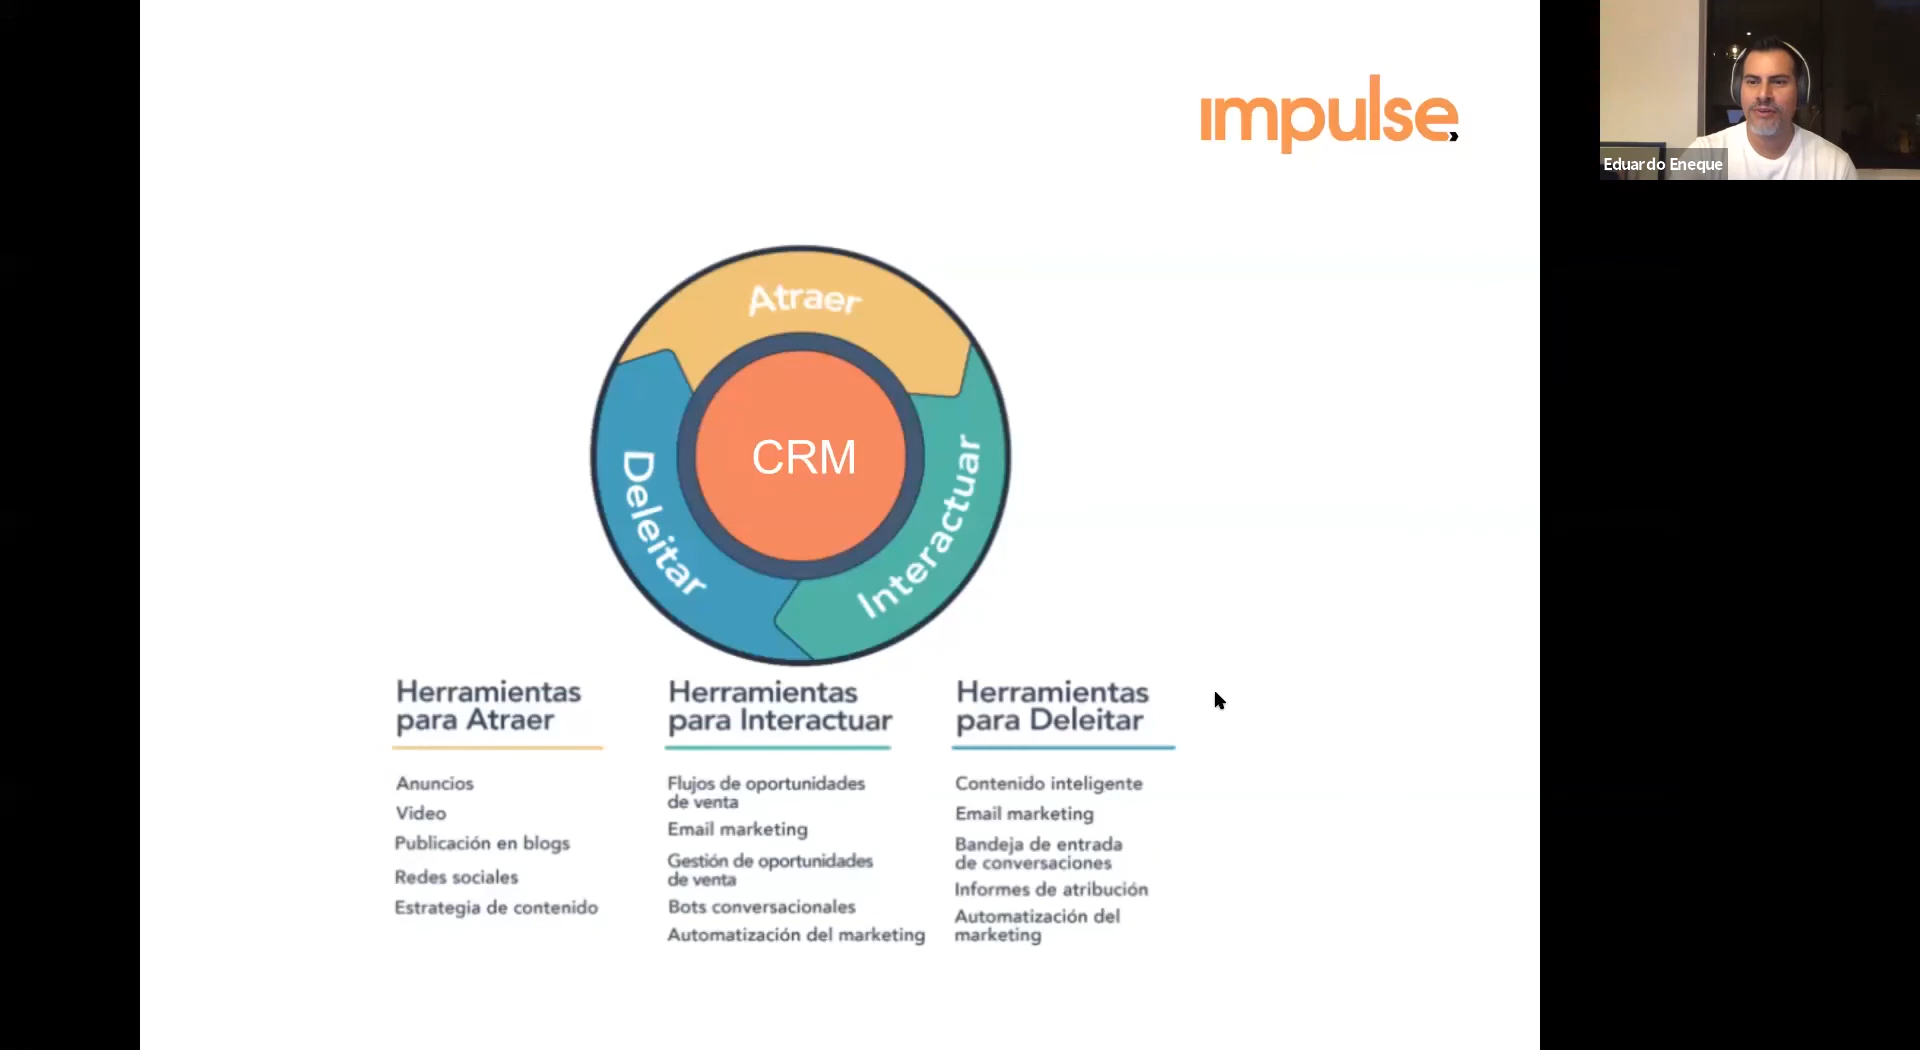 impulse
Eduardo Eneque
Atraer
CRM
Deleitar
Interactuar
Herramientas
para Atraer
Anuncios
Video
Publicación en blogs
Redes sociales
Estrategia de contenido
Herramientas
para Interactuar
Flujos de oportunidades
de venta
Email marketing
Gestión de oportunidades
de venta
Bots conversacionales
Automatización del marketing
Herramientas
para Deleitar
Contenido inteligente
Email marketing
Bandeja de entrada
de conversaciones
Informes de atribución
Automatización del
marketing